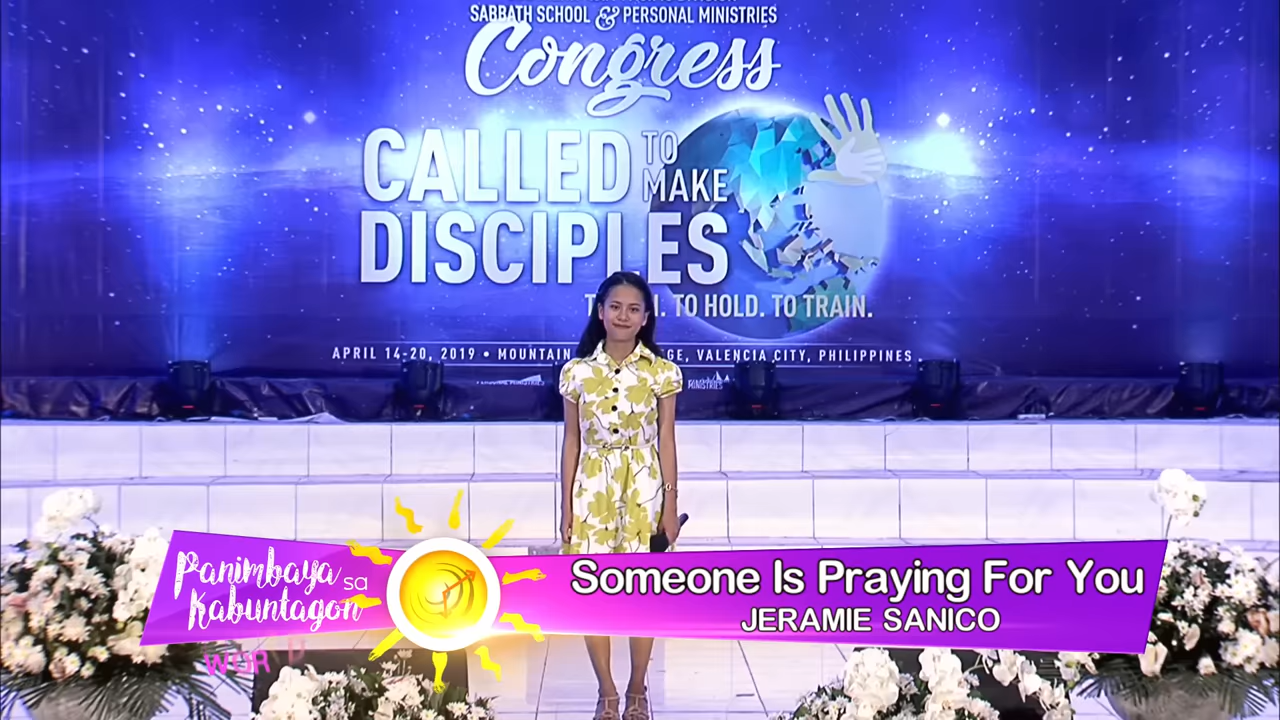 SABBATH SCHOOL & PERSONAL MINISTRIES
Congress
CALLED TO MAKE
DISCIPLES
TO HOLD. TO TRAIN.
APRIL 14-20, 2019 • MOUNTAIN VALENCIA CITY, PHILIPPINES
MINISTRIES
Panimbaya sa
Kabuntagon
Someone Is Praying For You
JERAMIE SANICO